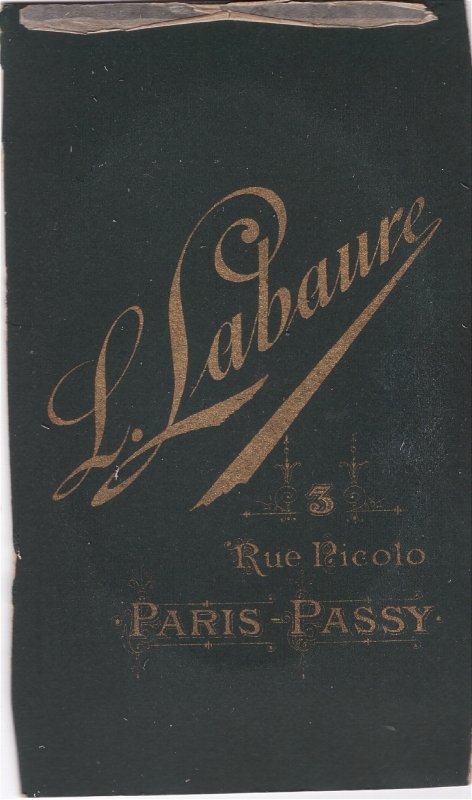 L. Labaure
3
Rue Nicolo
PARIS-PASSY